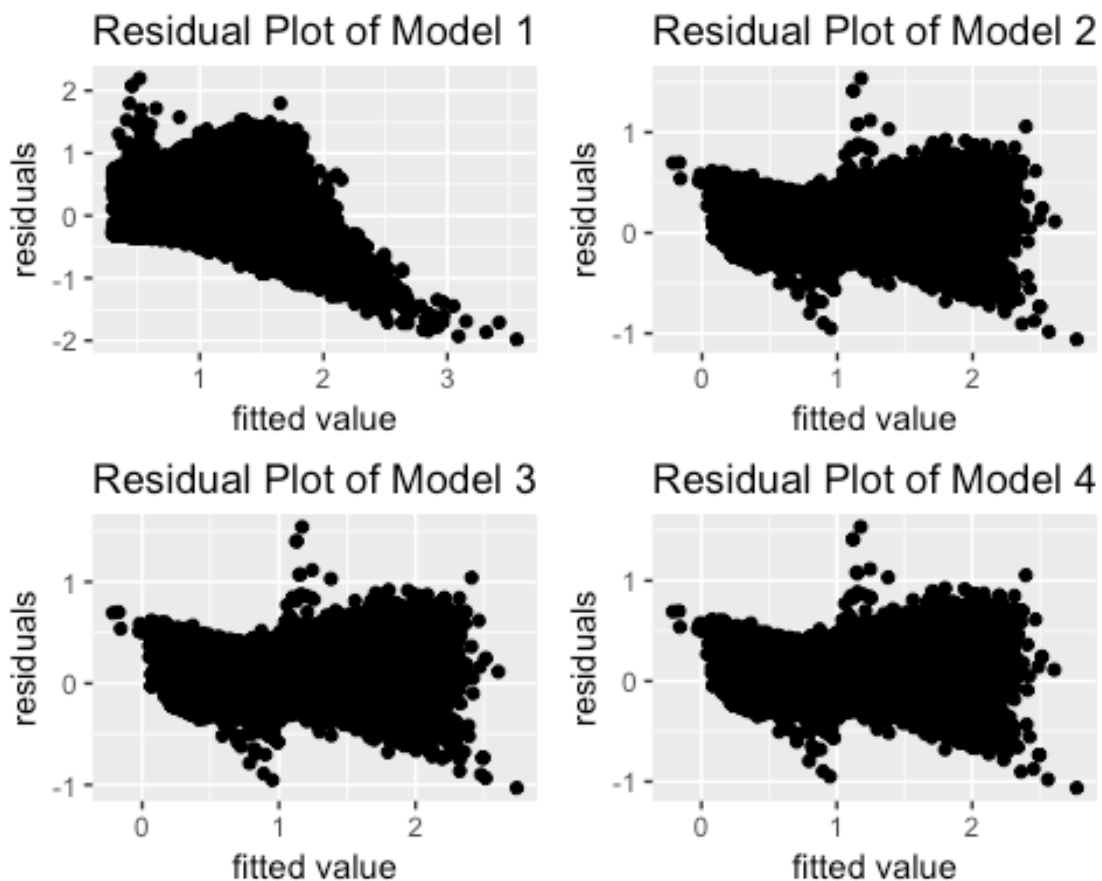 Residual Plot of Model 1
2
1
0
-1
-2
residuals
1 2 3
fitted value
Residual Plot of Model 2
1
0
-1
residuals
0 1 2
fitted value
Residual Plot of Model 3
1
0
-1
residuals
0 1 2
fitted value
Residual Plot of Model 4
1
0
-1
residuals
0 1 2
fitted value